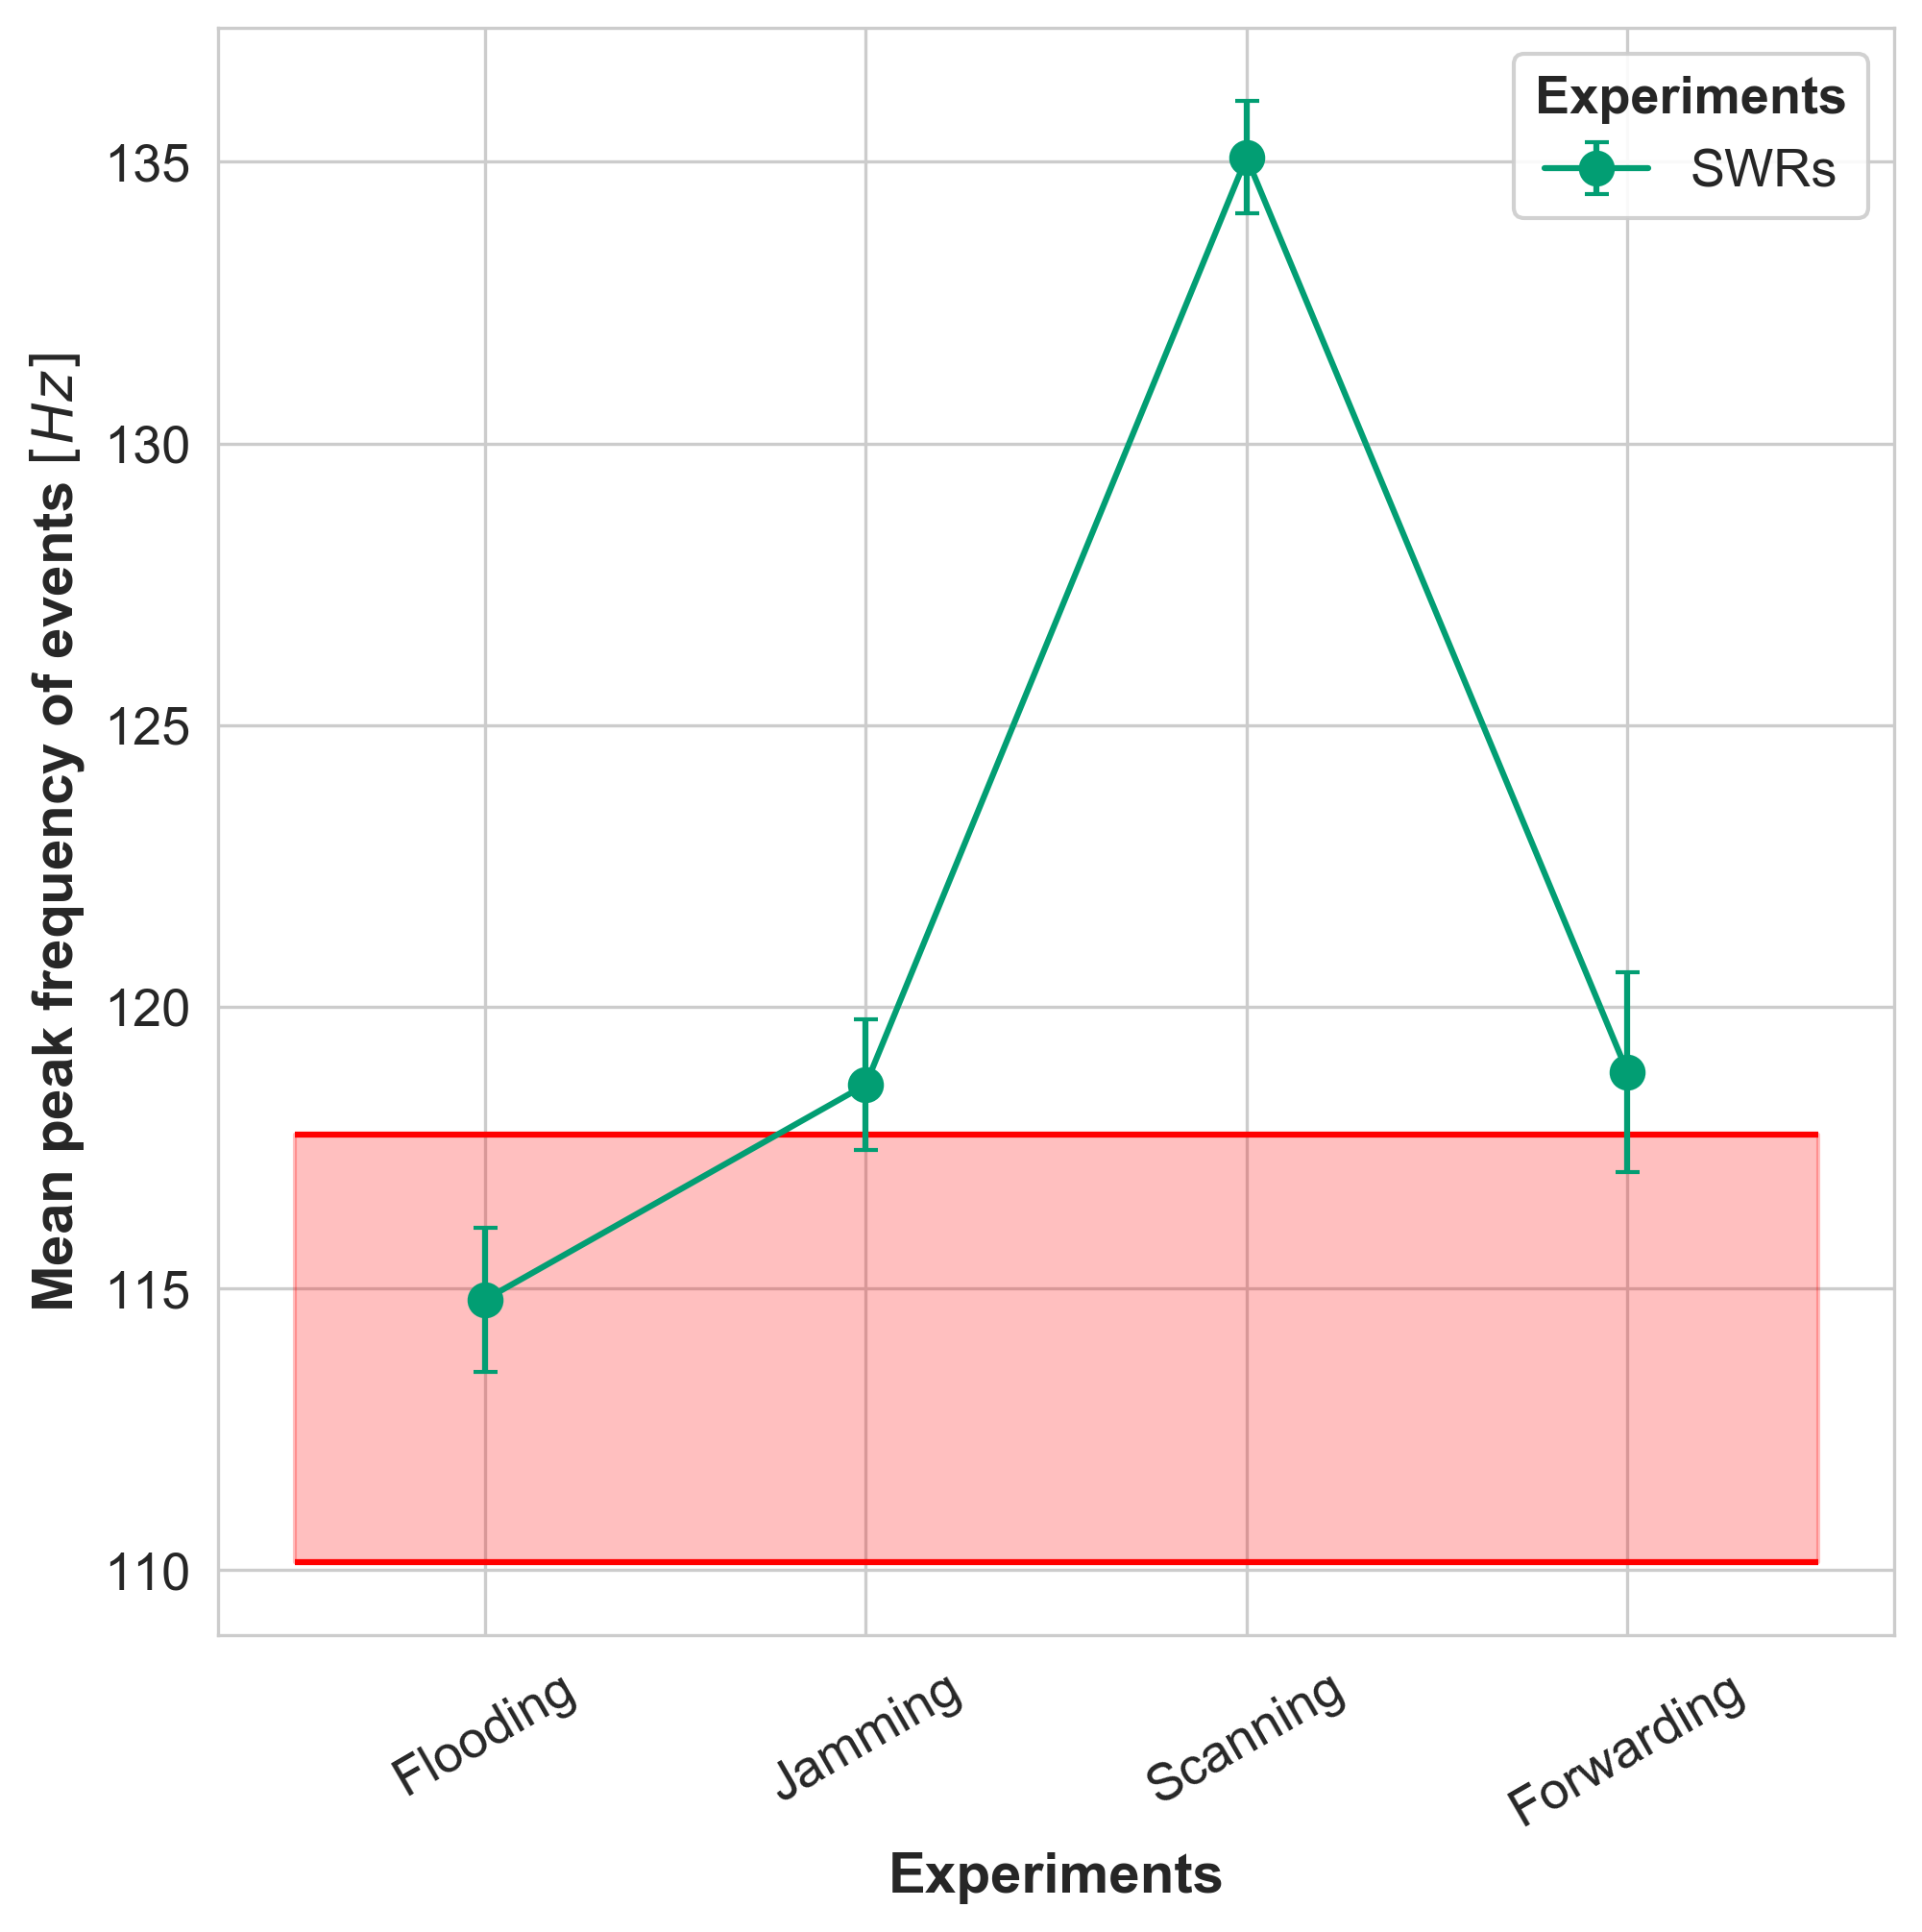 Experiments
SWRs
135
130
125
120
115
110
Mean peak frequency of events [Hz]
Flooding
Jamming
Scanning
Forwarding
Experiments